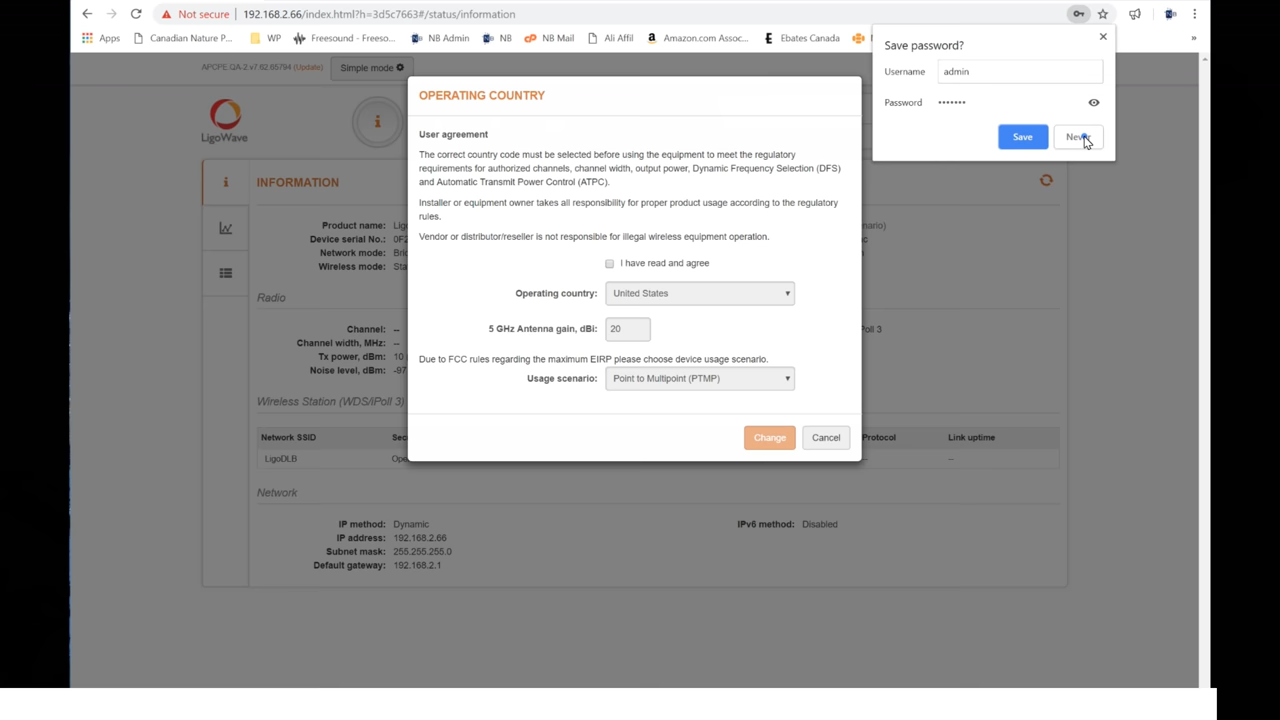 Not secure 192.168.2.66/index.html?h=3d5c7663#/status/information
Apps Canadian Nature P... WP Freesound - Freeso... NB Admin NB NB Mail Ali Affil Amazon.com Assoc... Ebates Canada »
Save password?
Username admin
Password •••••••
Save
APCPE.QA-2.v7.62.65794 (Update) Simple mode
LigoWave
OPERATING COUNTRY
User agreement
The correct country code must be selected before using the equipment to meet the regulatory
requirements for authorized channels, channel width, output power, Dynamic Frequency Selection (DFS)
and Automatic Transmit Power Control (ATPC).
Installer or equipment owner takes all responsibility for proper product usage according to the regulatory
rules.
Vendor or distributor/reseller is not responsible for illegal wireless equipment operation.
I have read and agree
Operating country: United States
5 GHz Antenna gain, dBi: 20
Due to FCC rules regarding the maximum EIRP please choose device usage scenario.
Usage scenario: Point to Multipoint (PTMP)
Change Cancel
INFORMATION
Product name:
Device serial No.:
Network mode:
Wireless mode:
Radio
Channel: --
Channel width, MHz: --
Tx power, dBm: 10
Noise level, dBm: -97
Poll 3
Wireless Station (WDS/iPoll 3)
Network SSID Protocol Link uptime
LigoDLB -- --
Network
IP method: Dynamic IPv6 method: Disabled
IP address: 192.168.2.66
Subnet mask: 255.255.255.0
Default gateway: 192.168.2.1